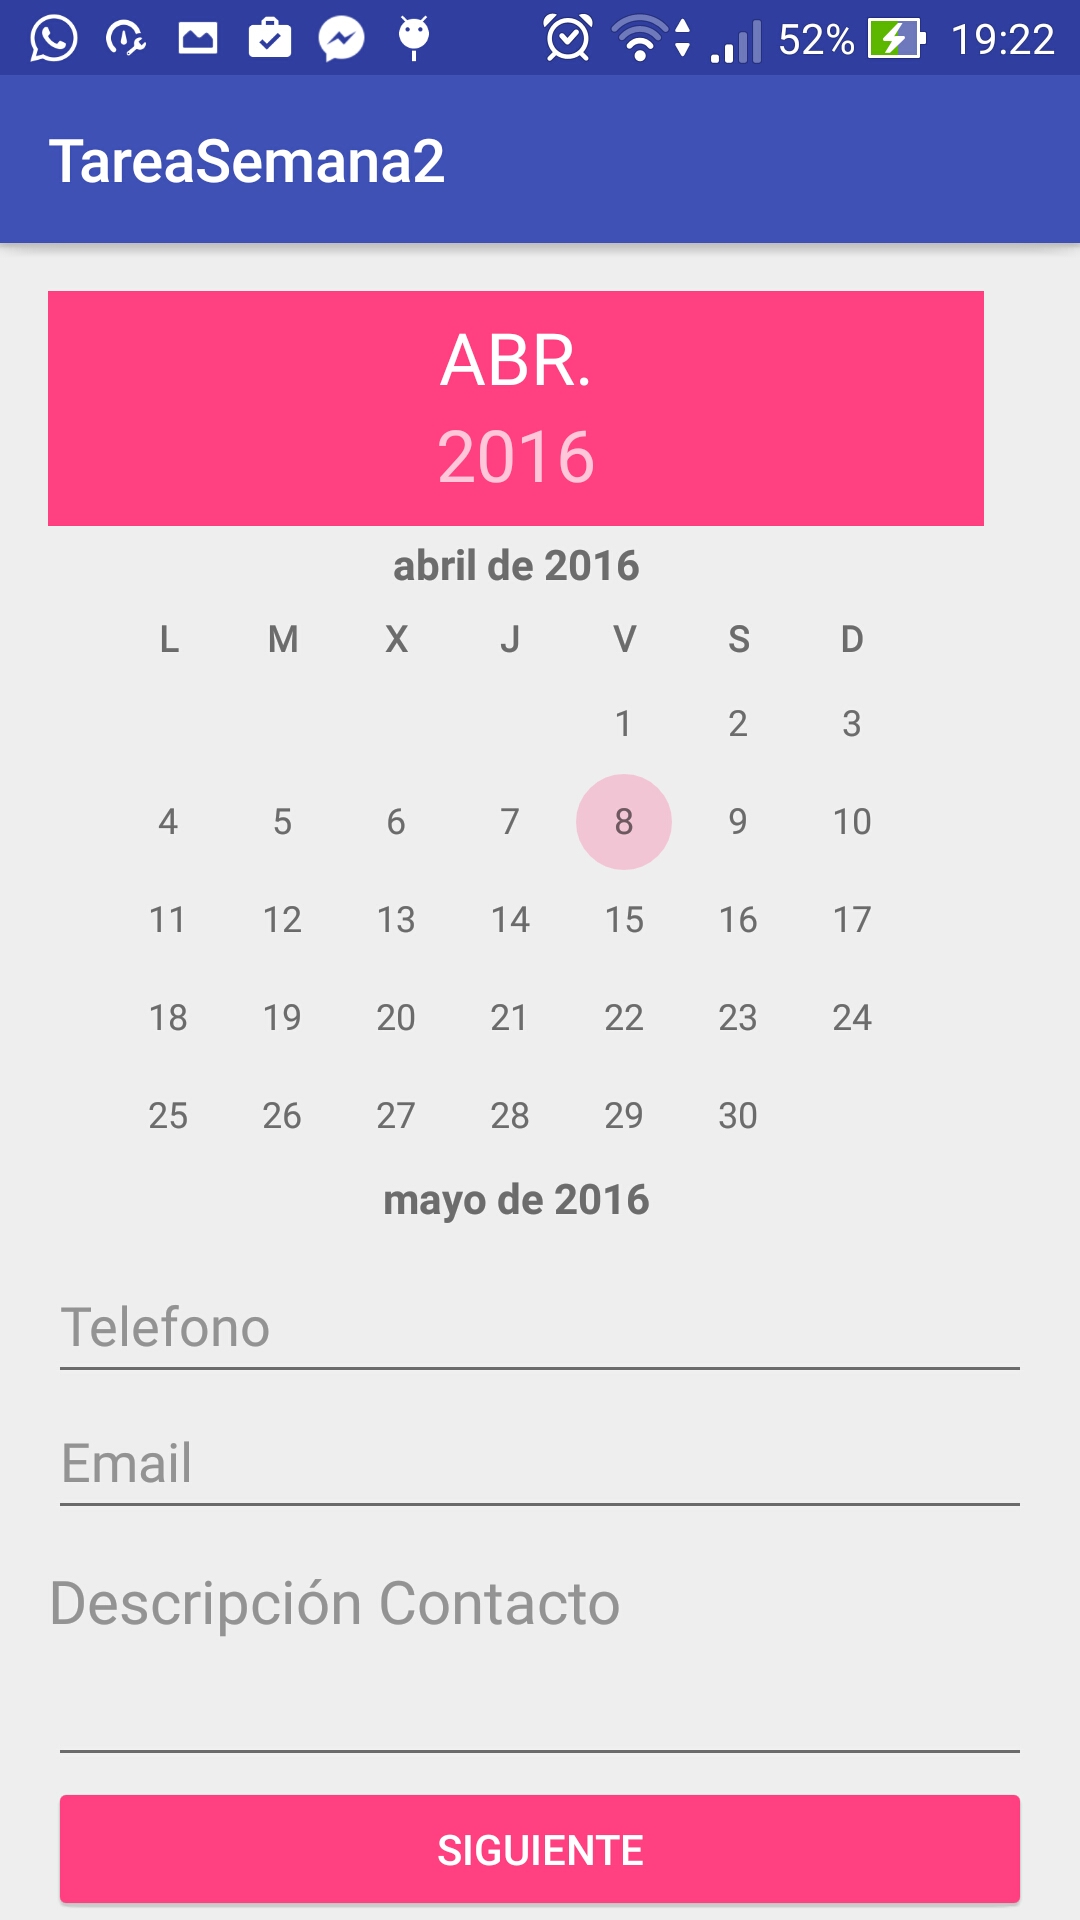 52% 19:22
TareaSemana2
ABR.
2016
abril de 2016
L M X J V S D
1 2 3
4 5 6 7 8 9 10
11 12 13 14 15 16 17
18 19 20 21 22 23 24
25 26 27 28 29 30
mayo de 2016
Telefono
Email
Descripción Contacto
SIGUIENTE